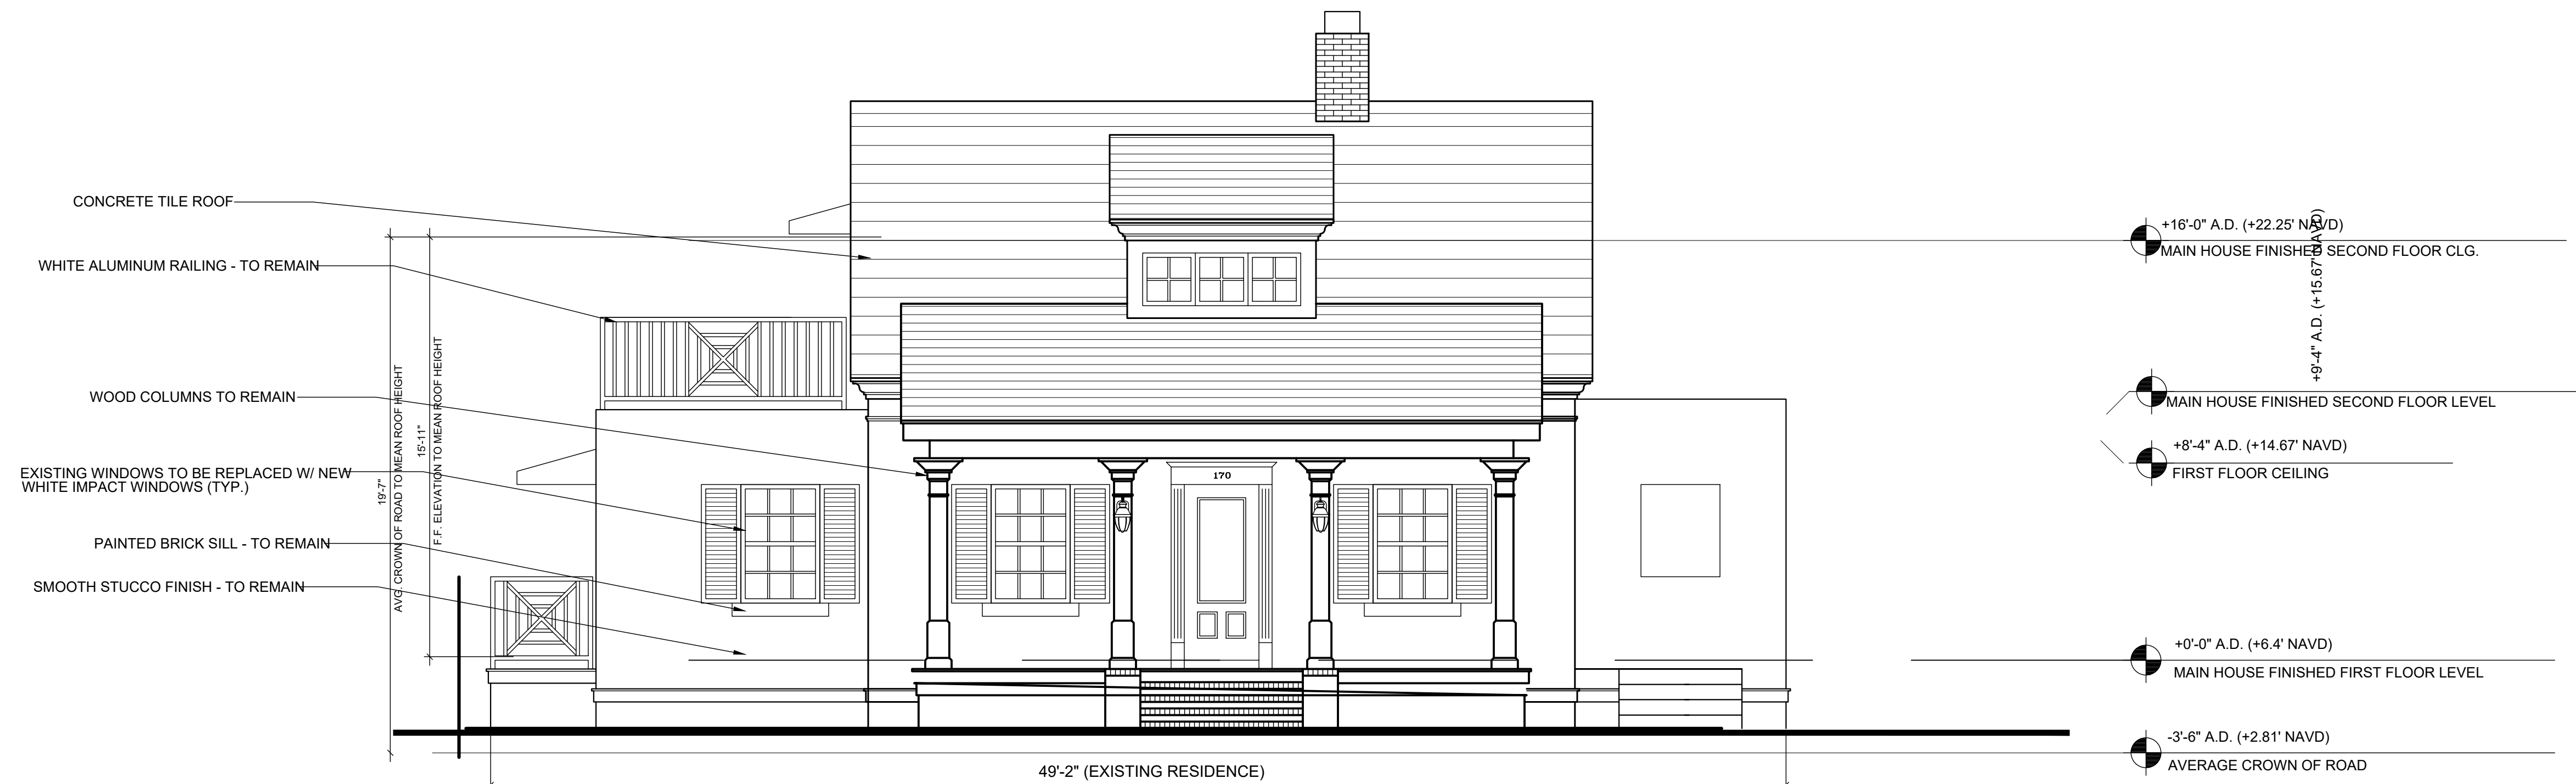 CONCRETE TILE ROOF
WHITE ALUMINUM RAILING - TO REMAIN
WOOD COLUMNS TO REMAIN
EXISTING WINDOWS TO BE REPLACED W/ NEW
WHITE IMPACT WINDOWS (TYP.)
PAINTED BRICK SILL - TO REMAIN
SMOOTH STUCCO FINISH - TO REMAIN
19'-7"
AVG. CROWN OF ROAD TO MEAN ROOF HEIGHT
15'-11"
F.F. ELEVATION TO MEAN ROOF HEIGHT
170
49'-2" (EXISTING RESIDENCE)
+16'-0" A.D. (+22.25' NAVD)
MAIN HOUSE FINISHED SECOND FLOOR CLG.
+9'-4" A.D. (+15.67' NAVD)
MAIN HOUSE FINISHED SECOND FLOOR LEVEL
+8'-4" A.D. (+14.67' NAVD)
FIRST FLOOR CEILING
+0'-0" A.D. (+6.4' NAVD)
MAIN HOUSE FINISHED FIRST FLOOR LEVEL
-3'-6" A.D. (+2.81' NAVD)
AVERAGE CROWN OF ROAD